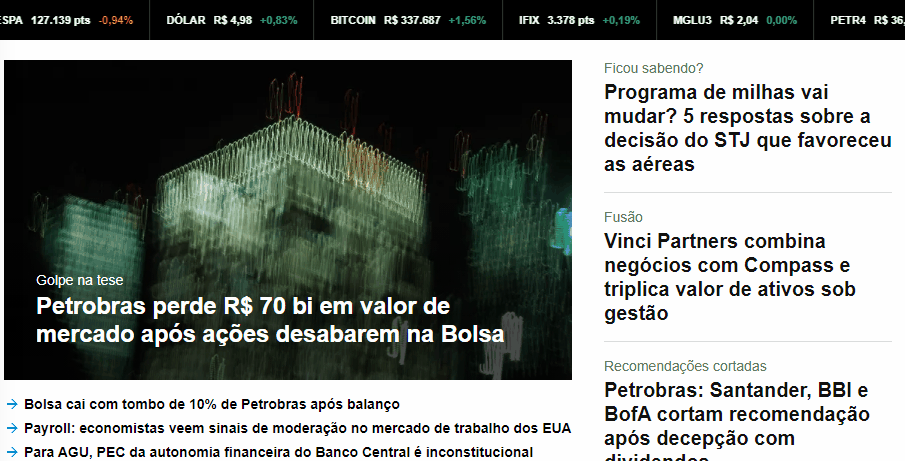 ESPA 127.139 pts -0,94% DÓLAR R$ 4,98 +0,83% BITCOIN R$ 337.687 +1,56% IFIX 3.378 pts +0,19% MGLU3 R$ 2,04 0,00% PETR4 R$ 36,
Golpe na tese
Petrobras perde R$ 70 bi em valor de
mercado após ações desabarem na Bolsa
Bolsa cai com tombo de 10% de Petrobras após balanço
Payroll: economistas veem sinais de moderação no mercado de trabalho dos EUA
Para AGU, PEC da autonomia financeira do Banco Central é inconstitucional
Ficou sabendo?
Programa de milhas vai
mudar? 5 respostas sobre a
decisão do STJ que favoreceu
as aéreas
Fusão
Vinci Partners combina
negócios com Compass e
triplica valor de ativos sob
gestão
Recomendações cortadas
Petrobras: Santander, BBI e
BofA cortam recomendação
após decepção com
dividendos